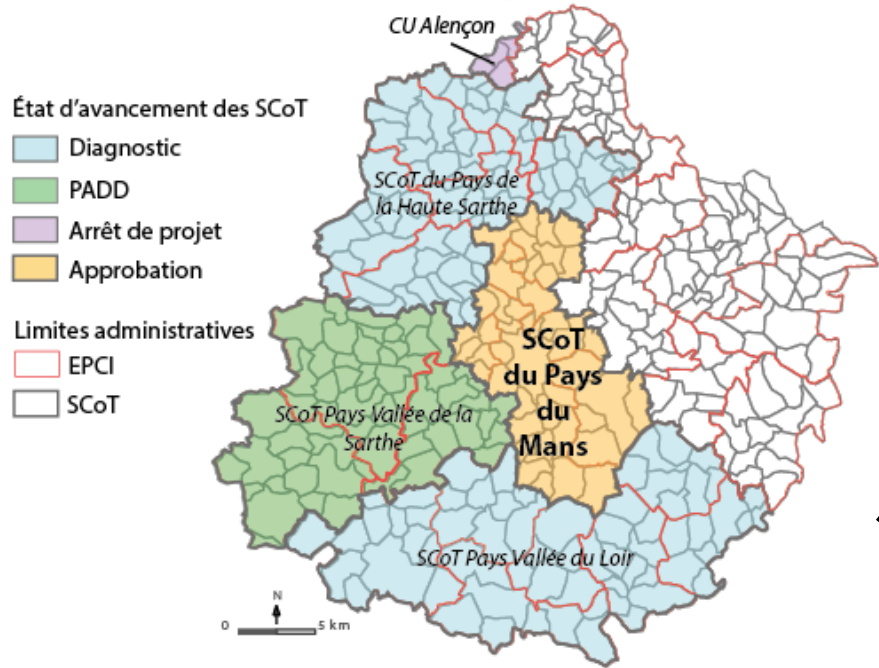 CU Alençon
État d'avancement des SCoT
Diagnostic
PADD
Arrêt de projet
Approbation
Limites administratives
EPCI
SCoT
SCoT du Pays de
la Haute Sarthe
SCoT
du Pays
du
Mans
SCoT Pays Vallée de la
Sarthe
SCoT Pays Vallée du Loir
N
0 5 km